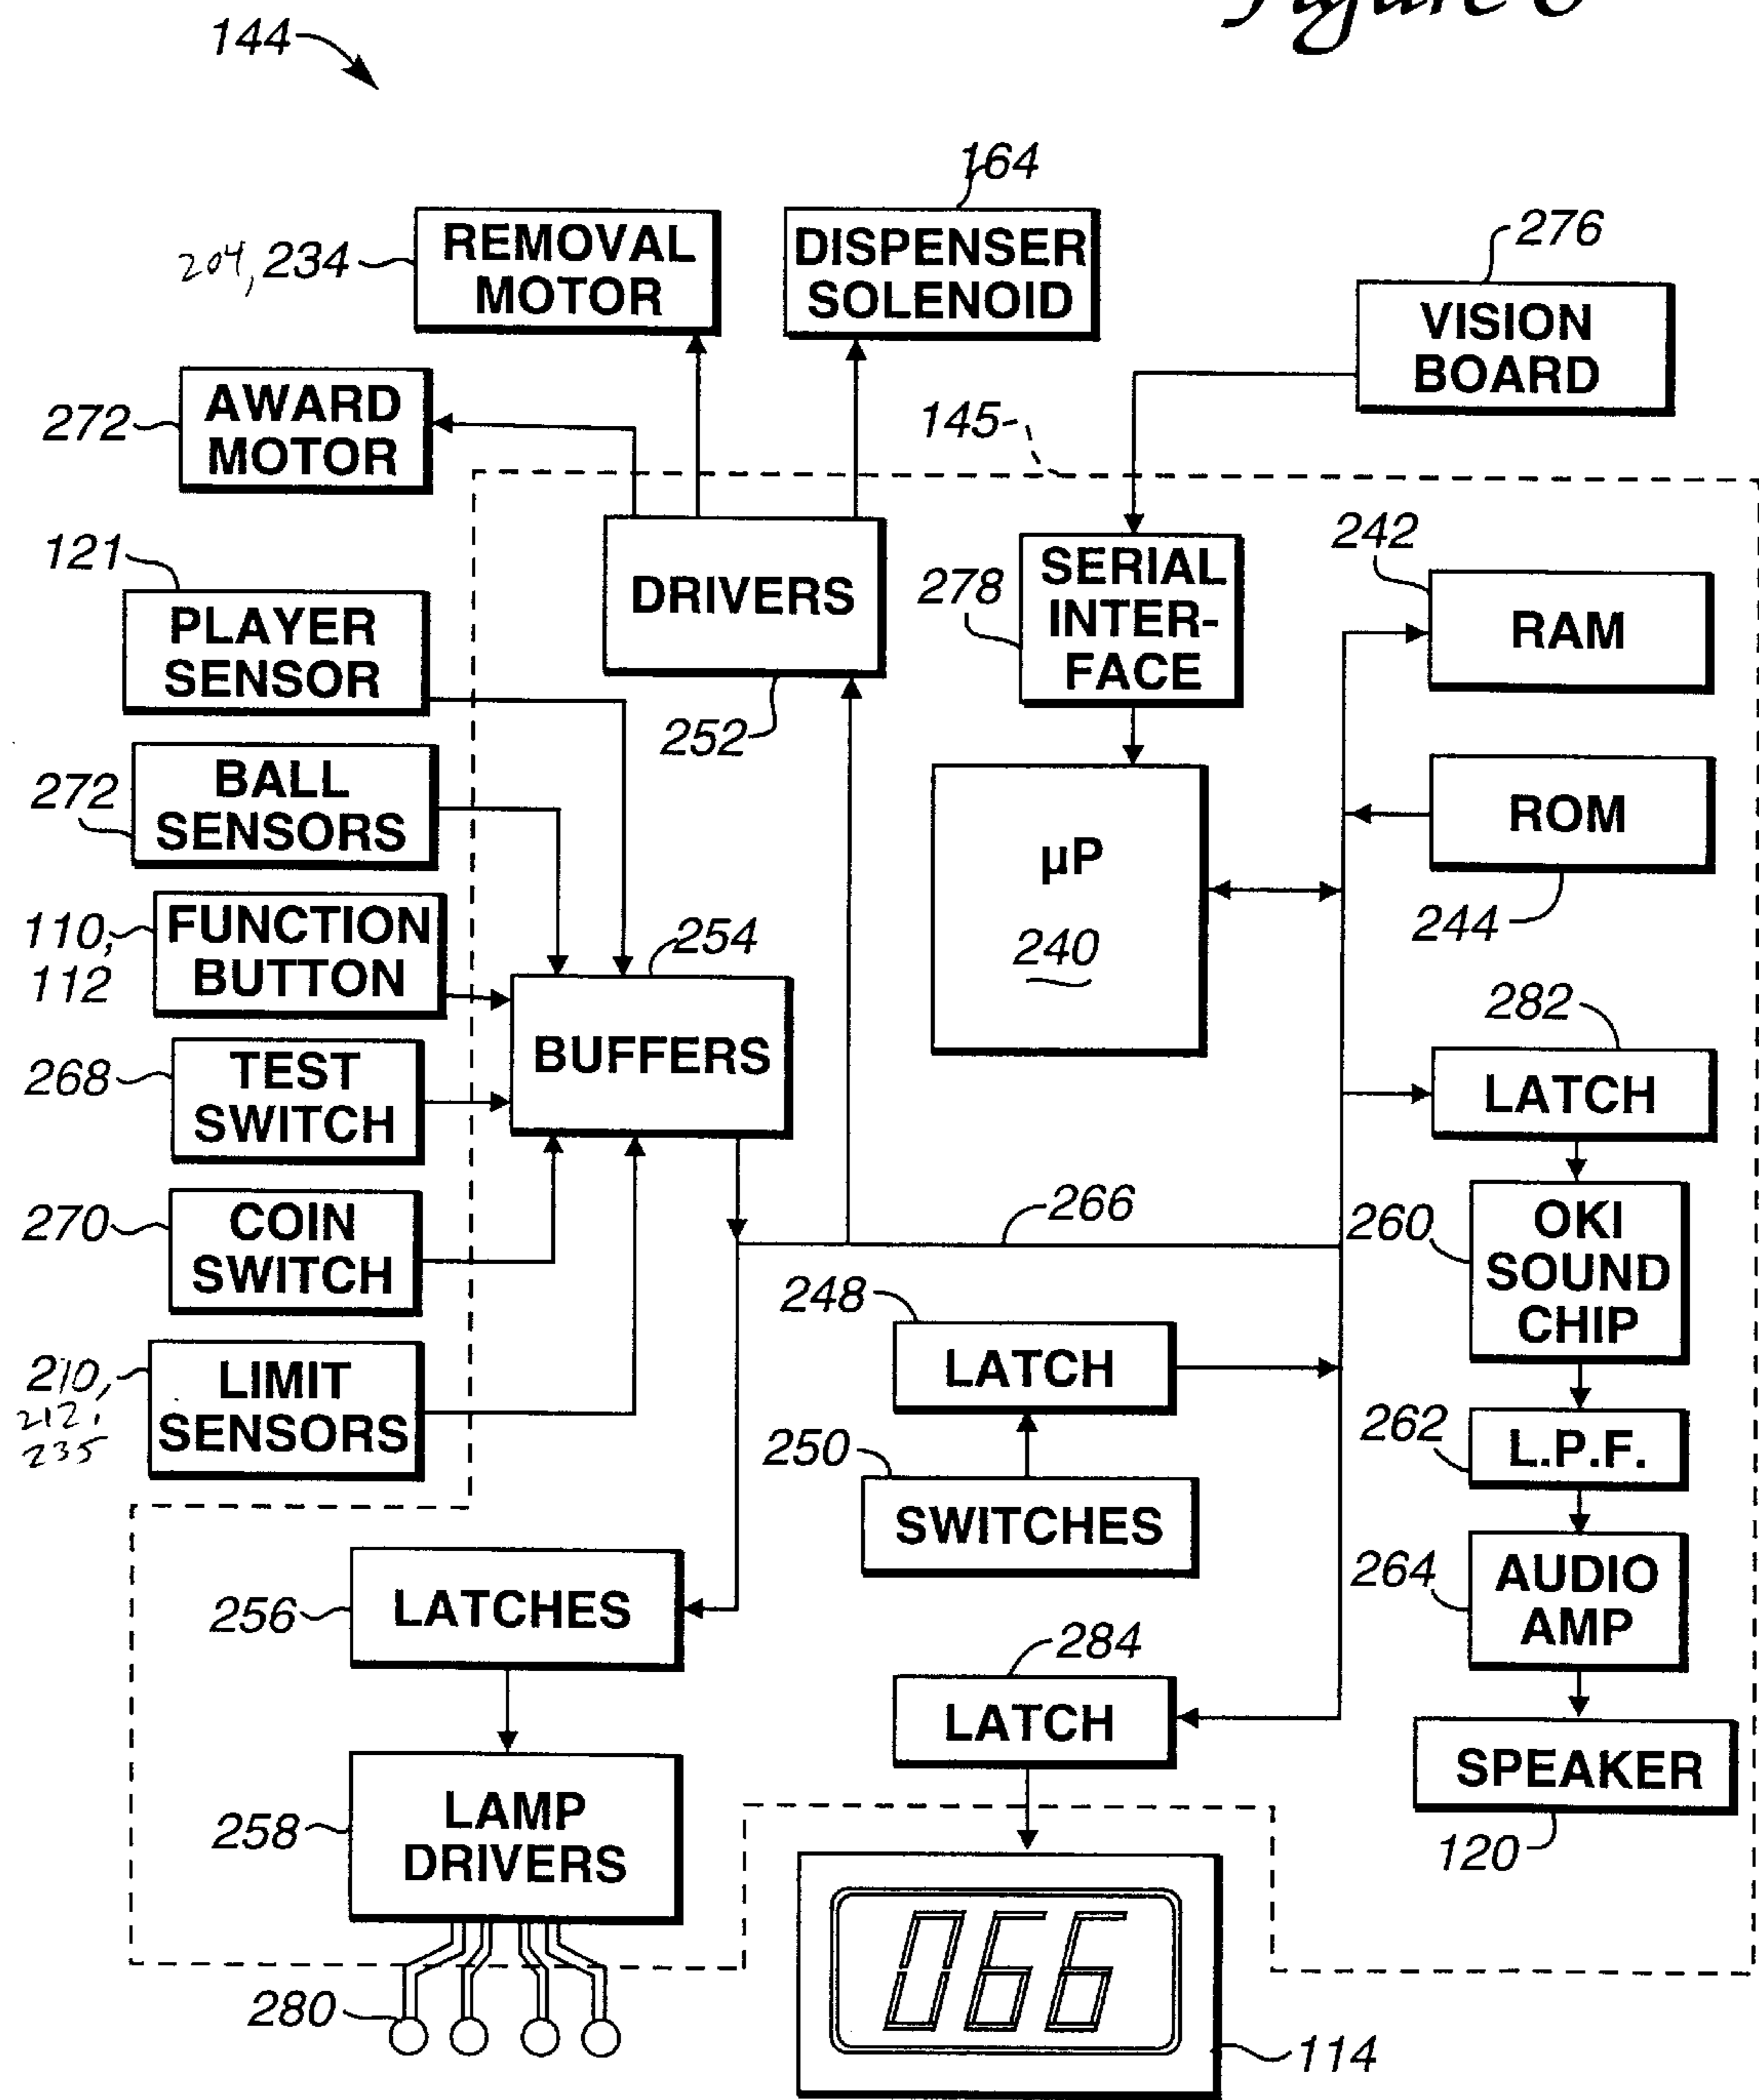 144
164
REMOVAL
MOTOR
204, 234
DISPENSER
SOLENOID
276
VISION
BOARD
AWARD
MOTOR
272
145
121
PLAYER
SENSOR
DRIVERS
252
278
SERIAL
INTER-
FACE
242
RAM
272
BALL
SENSORS
µP
240
ROM
244
110,
112
FUNCTION
BUTTON
254
BUFFERS
282
LATCH
268
TEST
SWITCH
270
COIN
SWITCH
266
260
OKI
SOUND
CHIP
248
LATCH
210,
212,
235
LIMIT
SENSORS
262
L.P.F.
250
SWITCHES
264
AUDIO
AMP
256
LATCHES
284
LATCH
SPEAKER
120
258
LAMP
DRIVERS
066
280
114